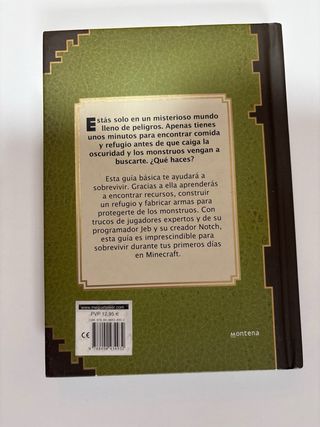 Estás solo en un misterioso mundo
lleno de peligros. Apenas tienes
unos minutos para encontrar comida
y refugio antes de que caiga la
oscuridad y los monstruos vengan a
buscarte. ¿Qué haces?
Esta guía básica te ayudará a
sobrevivir. Gracias a ella aprenderás
a encontrar recursos, construir
un refugio y fabricar armas para
protegerte de los monstruos. Con
trucos de jugadores expertos y de su
programador Jeb y su creador Notch,
esta guía es imprescindible para
sobrevivir durante tus primeros días
en Minecraft.
PVP 12,95 €
CE
montena